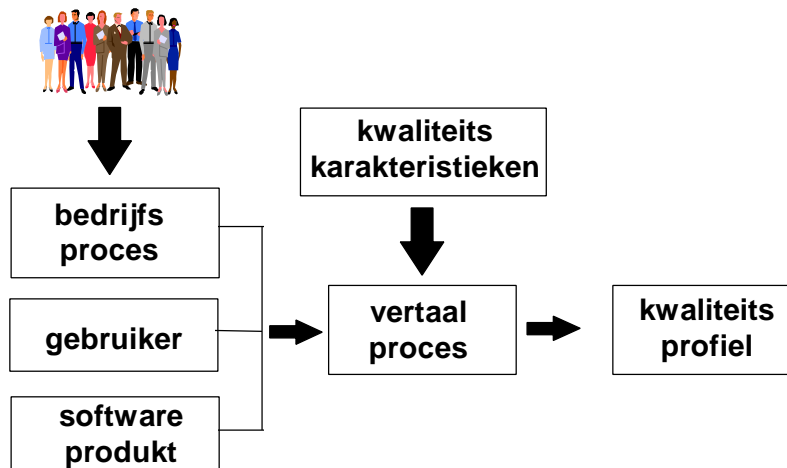 kwaliteits
karakteristieken
bedrijfs
proces
gebruiker
software
produkt
vertaal
proces
kwaliteits
profiel